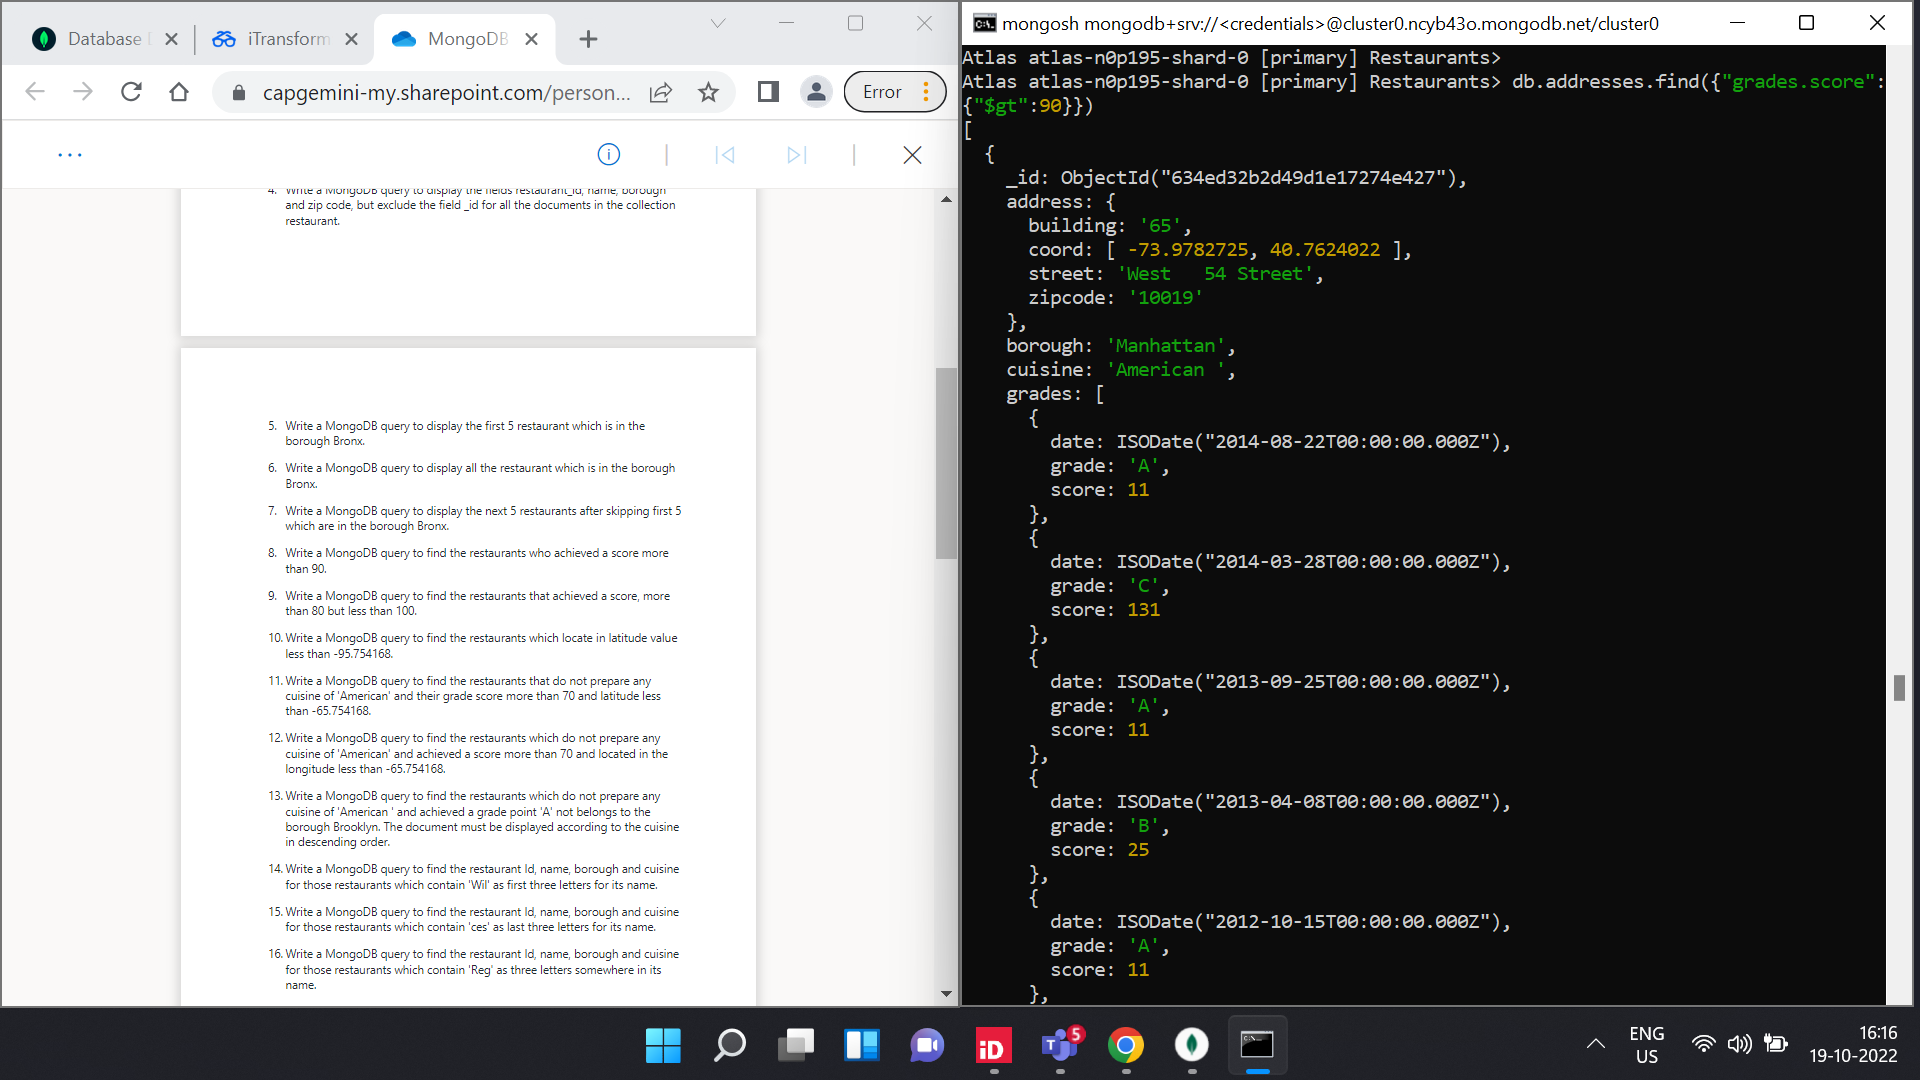 Database
iTransform
MongoDB
capgemini-my.sharepoint.com/person...
Error
4. Write a MongoDB query to display the fields restaurant_id, name, borough
and zip code, but exclude the field _id for all the documents in the collection
restaurant.
5. Write a MongoDB query to display the first 5 restaurant which is in the
borough Bronx.
6. Write a MongoDB query to display all the restaurant which is in the borough
Bronx.
7. Write a MongoDB query to display the next 5 restaurants after skipping first 5
which are in the borough Bronx.
8. Write a MongoDB query to find the restaurants who achieved a score more
than 90.
9. Write a MongoDB query to find the restaurants that achieved a score, more
than 80 but less than 100.
10. Write a MongoDB query to find the restaurants which locate in latitude value
less than -95.754168.
11. Write a MongoDB query to find the restaurants that do not prepare any
cuisine of 'American' and their grade score more than 70 and latitude less
than -65.754168.
12. Write a MongoDB query to find the restaurants which do not prepare any
cuisine of 'American' and achieved a score more than 70 and located in the
longitude less than -65.754168.
13. Write a MongoDB query to find the restaurants which do not prepare any
cuisine of 'American ' and achieved a grade point 'A' not belongs to the
borough Brooklyn. The document must be displayed according to the cuisine
in descending order.
14. Write a MongoDB query to find the restaurant Id, name, borough and cuisine
for those restaurants which contain 'Wil' as first three letters for its name.
15. Write a MongoDB query to find the restaurant Id, name, borough and cuisine
for those restaurants which contain 'ces' as last three letters for its name.
16. Write a MongoDB query to find the restaurant Id, name, borough and cuisine
for those restaurants which contain 'Reg' as three letters somewhere in its
name.
mongosh mongodb+srv://<credentials>@cluster0.ncyb43o.mongodb.net/cluster0
Atlas atlas-n0p195-shard-0 [primary] Restaurants>
Atlas atlas-n0p195-shard-0 [primary] Restaurants> db.addresses.find({"grades.score":
{"$gt":90}})
[
{
_id: ObjectId("634ed32b2d49d1e17274e427"),
address: {
building: '65',
coord: [ -73.9782725, 40.7624022 ],
street: 'West   54 Street',
zipcode: '10019'
},
borough: 'Manhattan',
cuisine: 'American ',
grades: [
{
date: ISODate("2014-08-22T00:00:00.000Z"),
grade: 'A',
score: 11
},
{
date: ISODate("2014-03-28T00:00:00.000Z"),
grade: 'C',
score: 131
},
{
date: ISODate("2013-09-25T00:00:00.000Z"),
grade: 'A',
score: 11
},
{
date: ISODate("2013-04-08T00:00:00.000Z"),
grade: 'B',
score: 25
},
{
date: ISODate("2012-10-15T00:00:00.000Z"),
grade: 'A',
score: 11
},
iD
T
5
ENG
US
16:16
19-10-2022